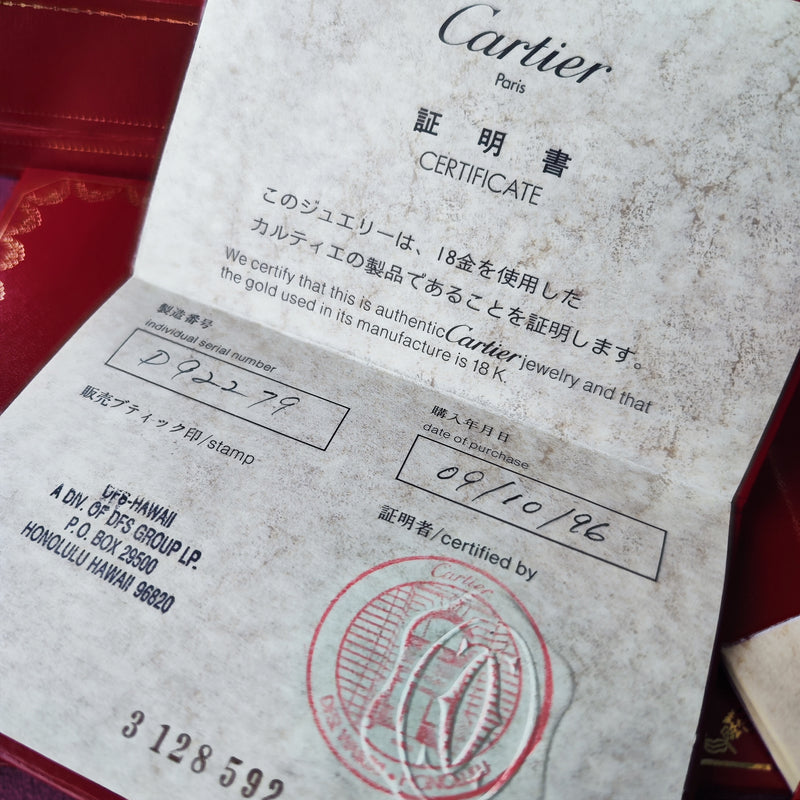 Cartier
Paris
証明書
CERTIFICATE
このジュエリーは、18金を使用した
カルティエの製品であることを証明します。
We certify that this is authentic Cartier jewelry and that
the gold used in its manufacture is 18 K.
製造番号
individual serial number
D92279
販売ブティック印/stamp
購入年月日
date of purchase
09/10/96
DFS-HAWAII
A DIV. OF DFS GROUP LP.
P.O. BOX 29500
HONOLULU HAWAII 96820
証明者/certified by
Cartier
3128592